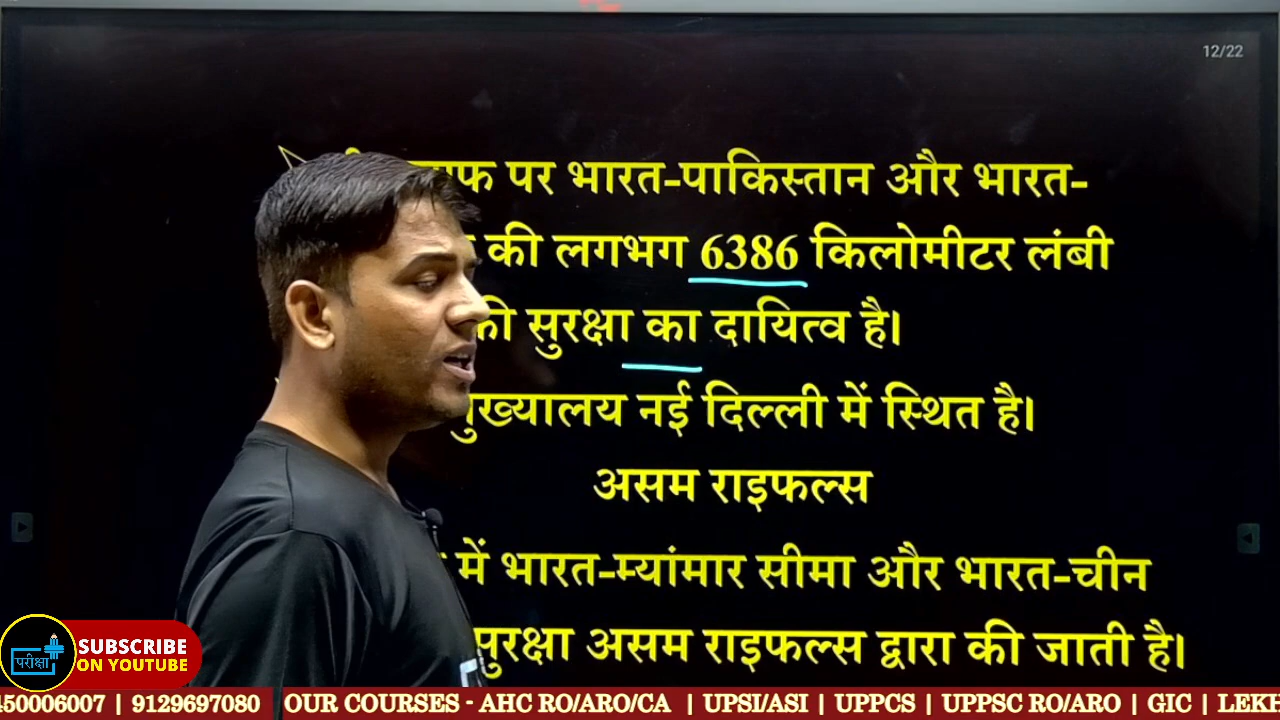 12/22
पर भारत-पाकिस्तान और भारत-
की लगभग 6386 किलोमीटर लंबी
की सुरक्षा का दायित्व है।
मुख्यालय नई दिल्ली में स्थित है।
असम राइफल्स
में भारत-म्यांमार सीमा और भारत-चीन
सुरक्षा असम राइफल्स द्वारा की जाती है।
परीक्षा
SUBSCRIBE
ON YOUTUBE
450006007 | 9129697080 | OUR COURSES - AHC RO/ARO/CA | UPSI/ASI | UPPCS | UPPSC RO/ARO | GIC | LEKH